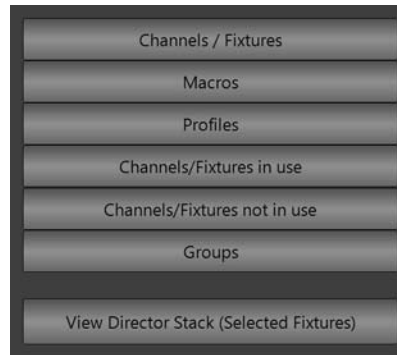 Channels / Fixtures
Macros
Profiles
Channels/Fixtures in use
Channels/Fixtures not in use
Groups
View Director Stack (Selected Fixtures)